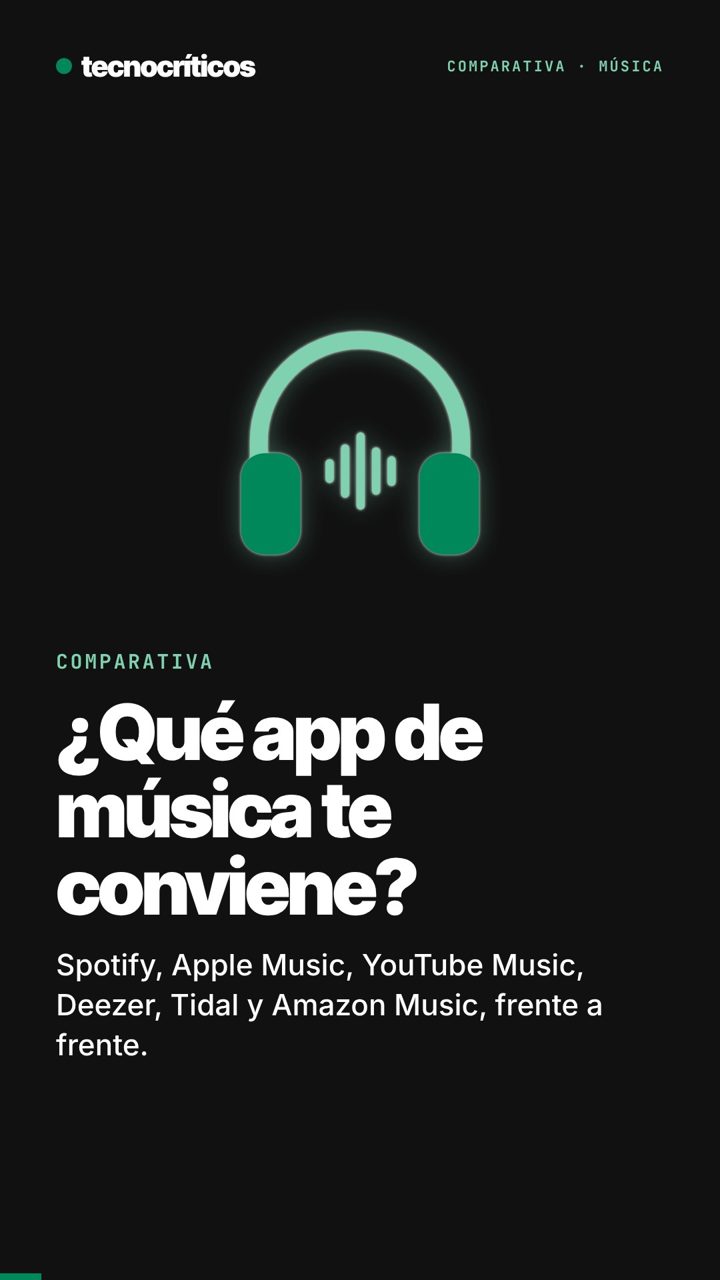 tecnocríticos
COMPARATIVA · MÚSICA
COMPARATIVA
¿Qué app de
música te
conviene?
Spotify, Apple Music, YouTube Music,
Deezer, Tidal y Amazon Music, frente a
frente.